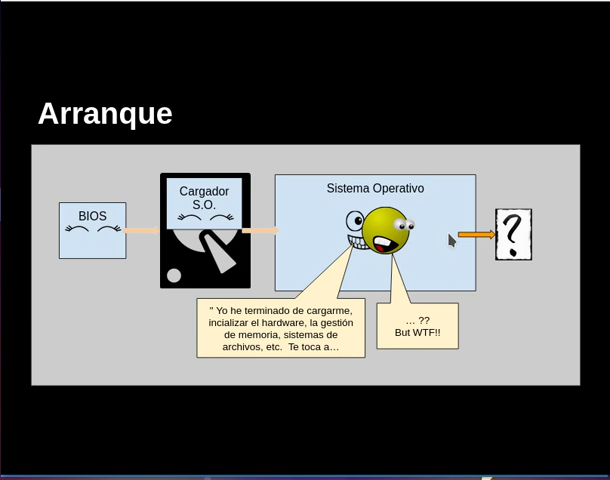 Arranque
BIOS
Cargador
S.O.
Sistema Operativo
?
" Yo he terminado de cargarme,
incializar el hardware, la gestión
de memoria, sistemas de
archivos, etc.  Te toca a…
… ??
But WTF!!